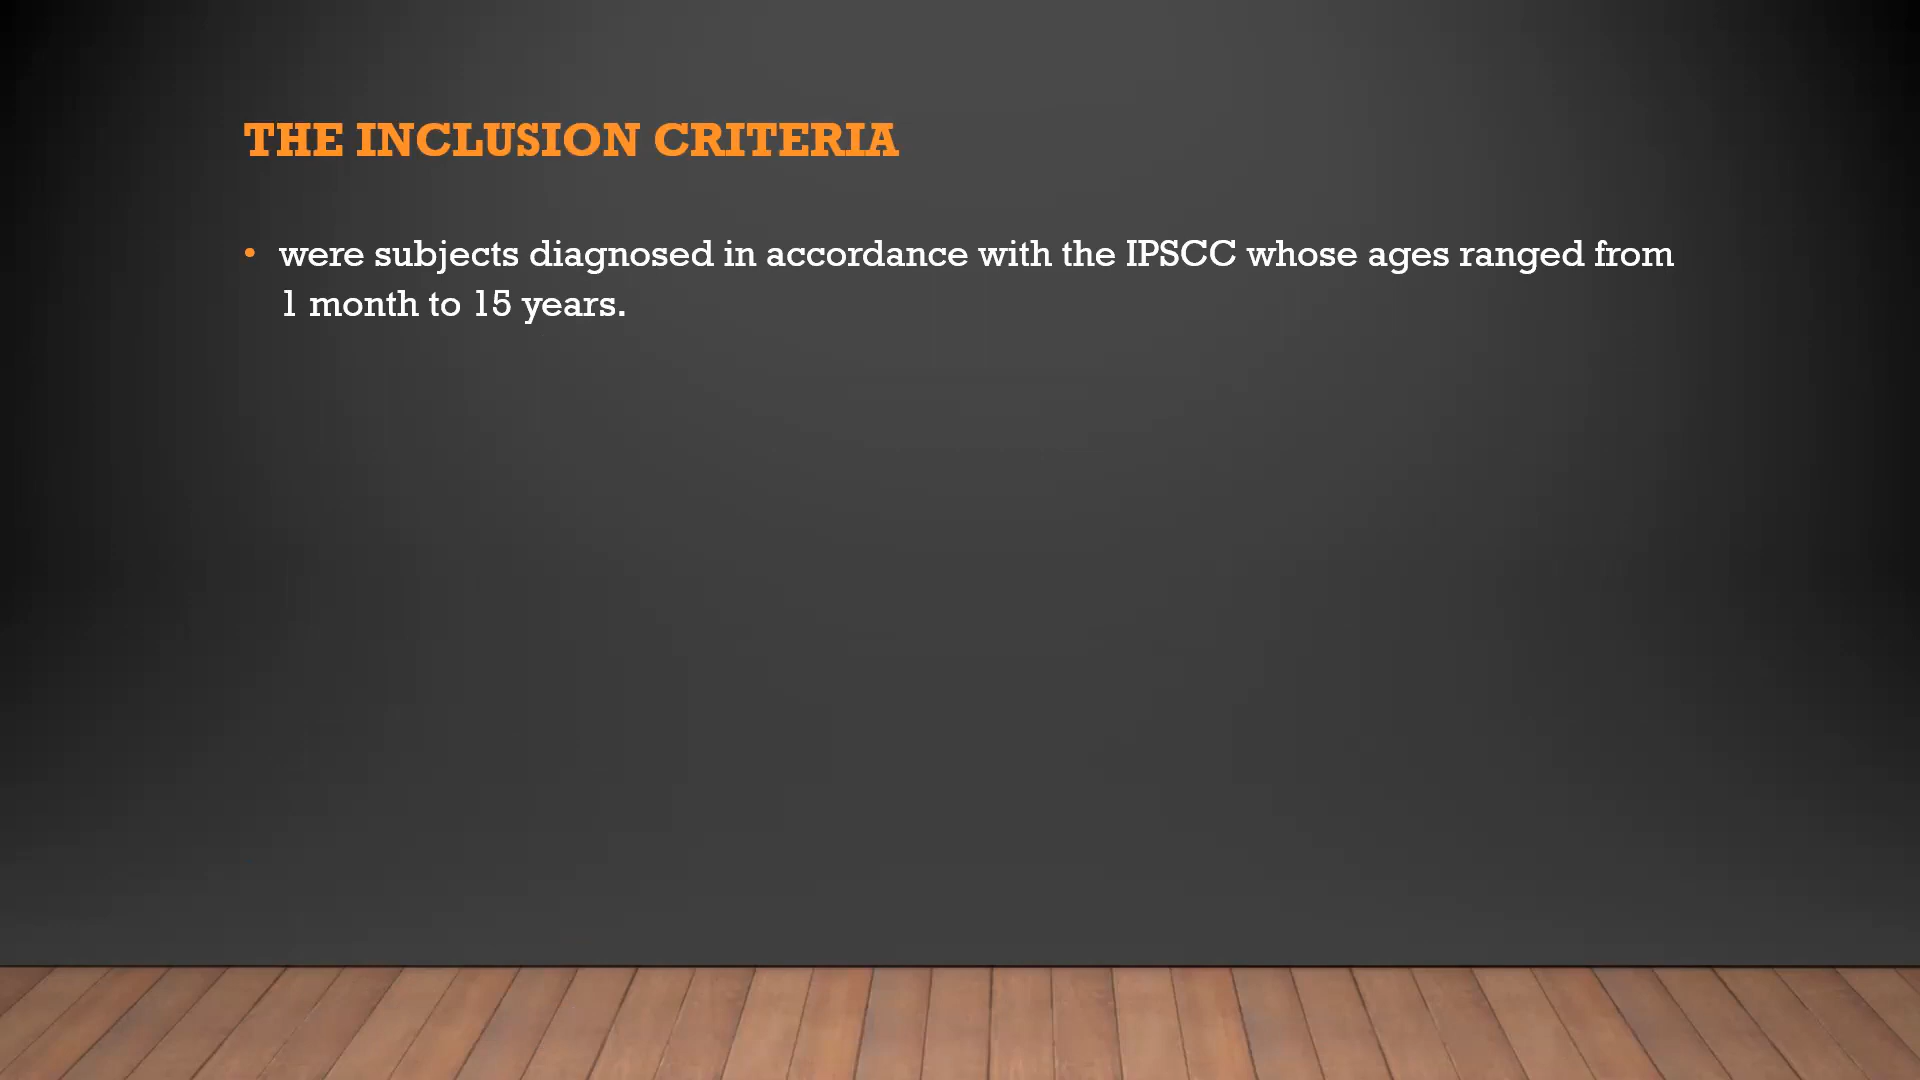 THE INCLUSION CRITERIA
• were subjects diagnosed in accordance with the IPSCC whose ages ranged from
1 month to 15 years.